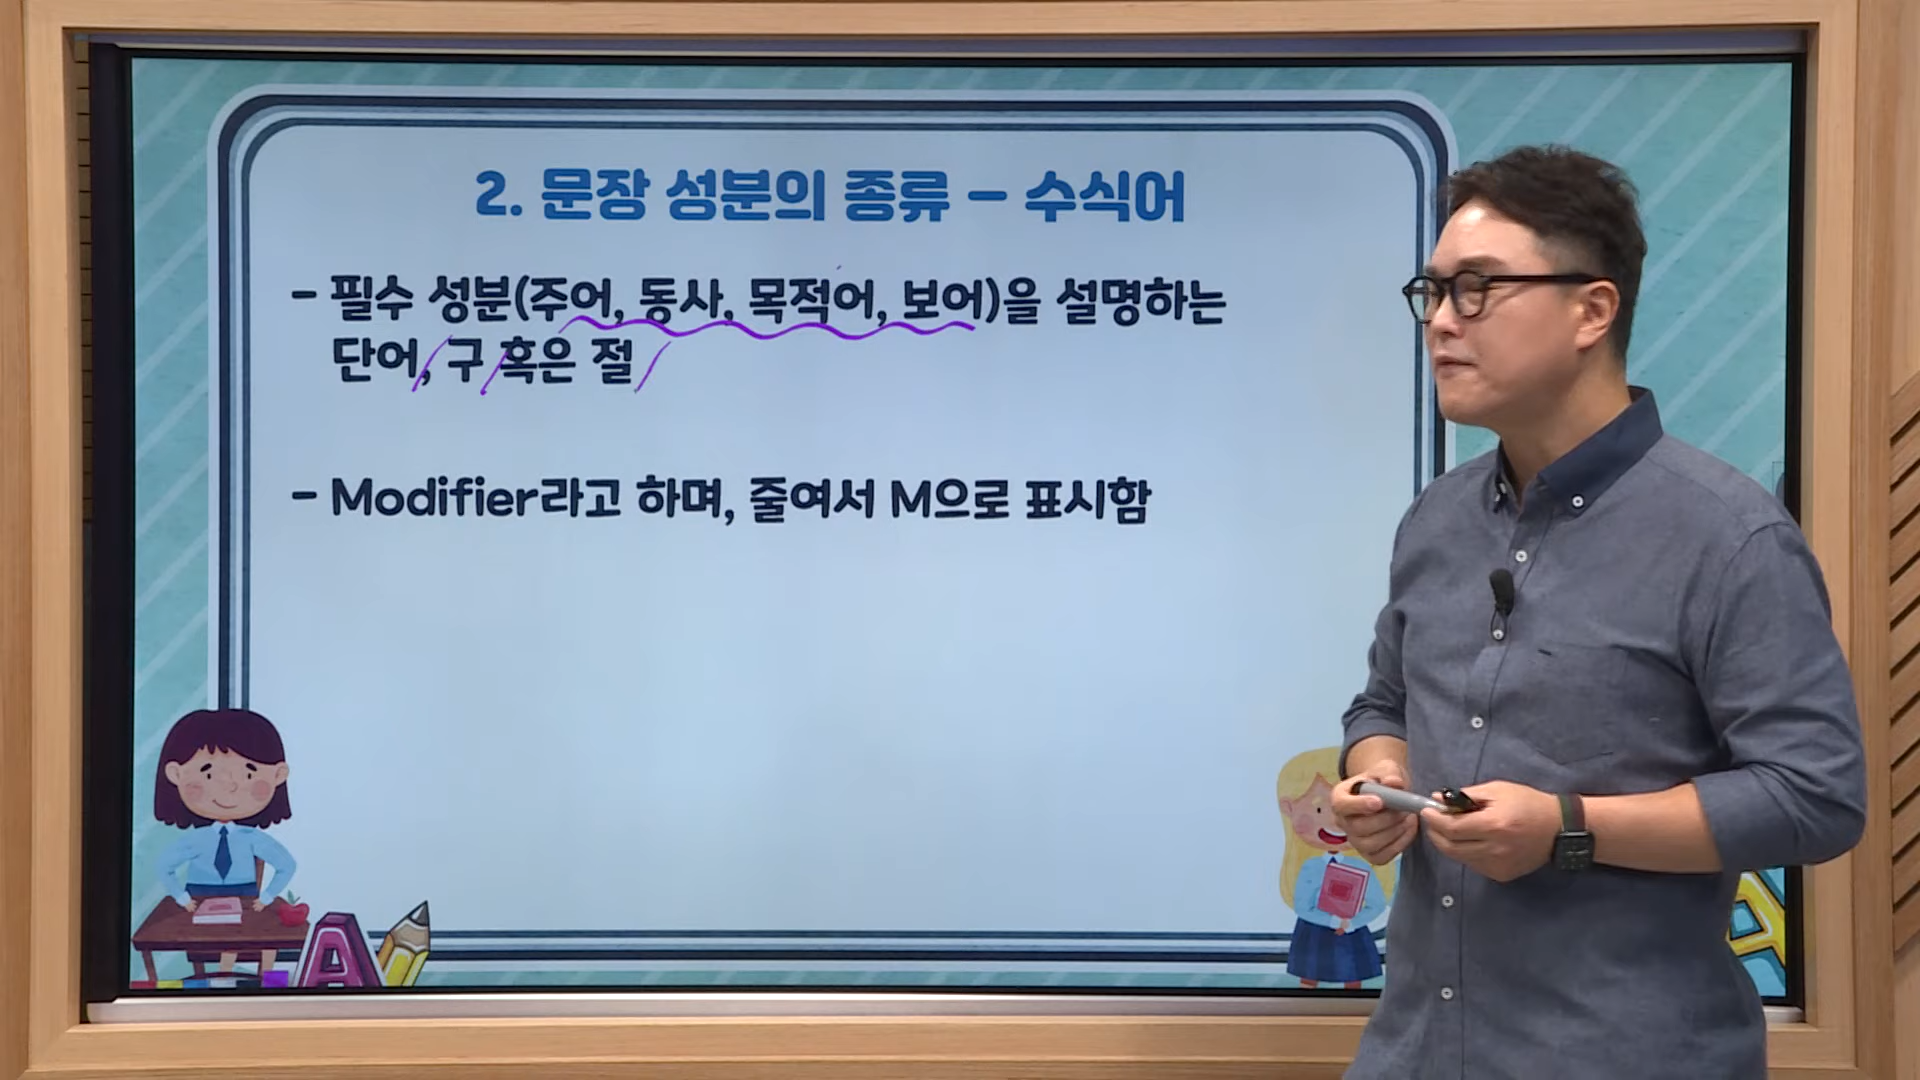 2. 문장 성분의 종류 - 수식어
- 필수 성분(주어, 동사, 목적어, 보어)을 설명하는
단어, 구 혹은 절
- Modifier라고 하며, 줄여서 M으로 표시함
A